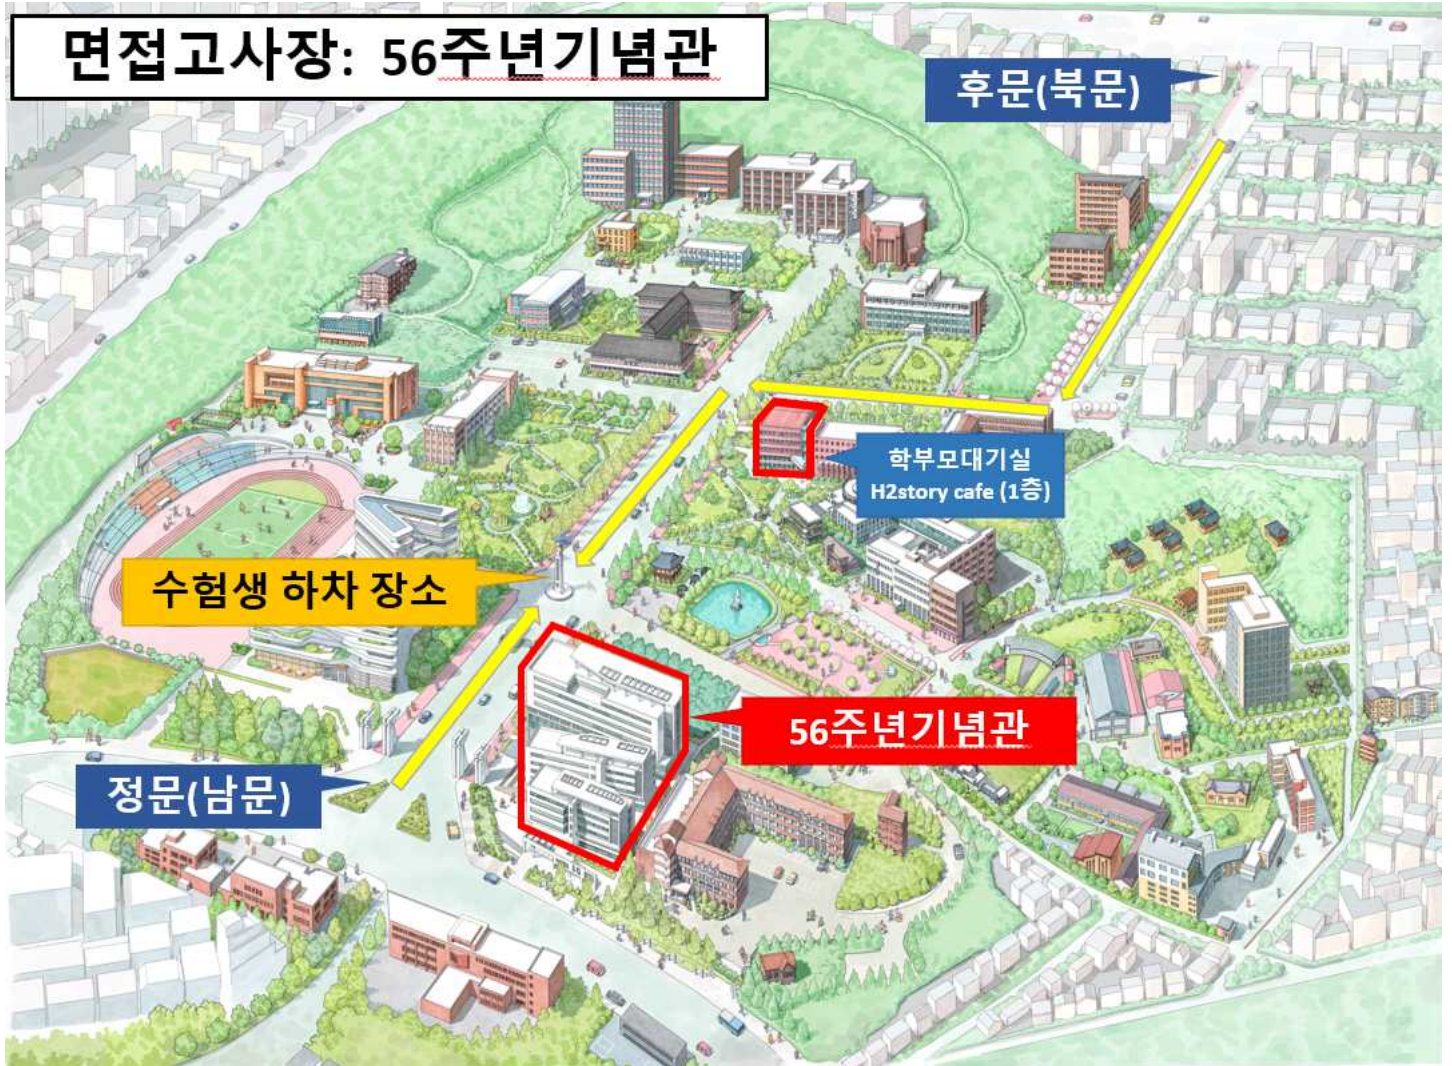 면접고사장: 56주년기념관
후문(북문)
학부모대기실
H2story cafe (1층)
수험생 하차 장소
56주년기념관
정문(남문)